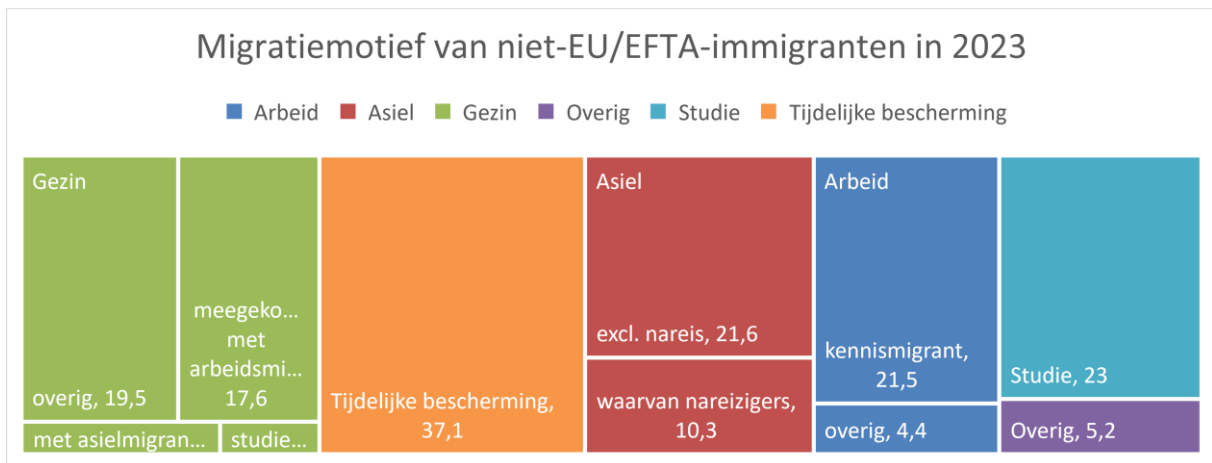 Migratiemotief van niet-EU/EFTA-immigranten in 2023
Arbeid Asiel Gezin Overig Studie Tijdelijke bescherming
Gezin
overig, 19,5
meegeko...
met
arbeidsmi...
17,6
met asielmigran...
studie...
Tijdelijke bescherming,
37,1
Asiel
excl. nareis, 21,6
waarvan nareizigers,
10,3
Arbeid
kennismigrant,
21,5
overig, 4,4
Studie, 23
Overig, 5,2